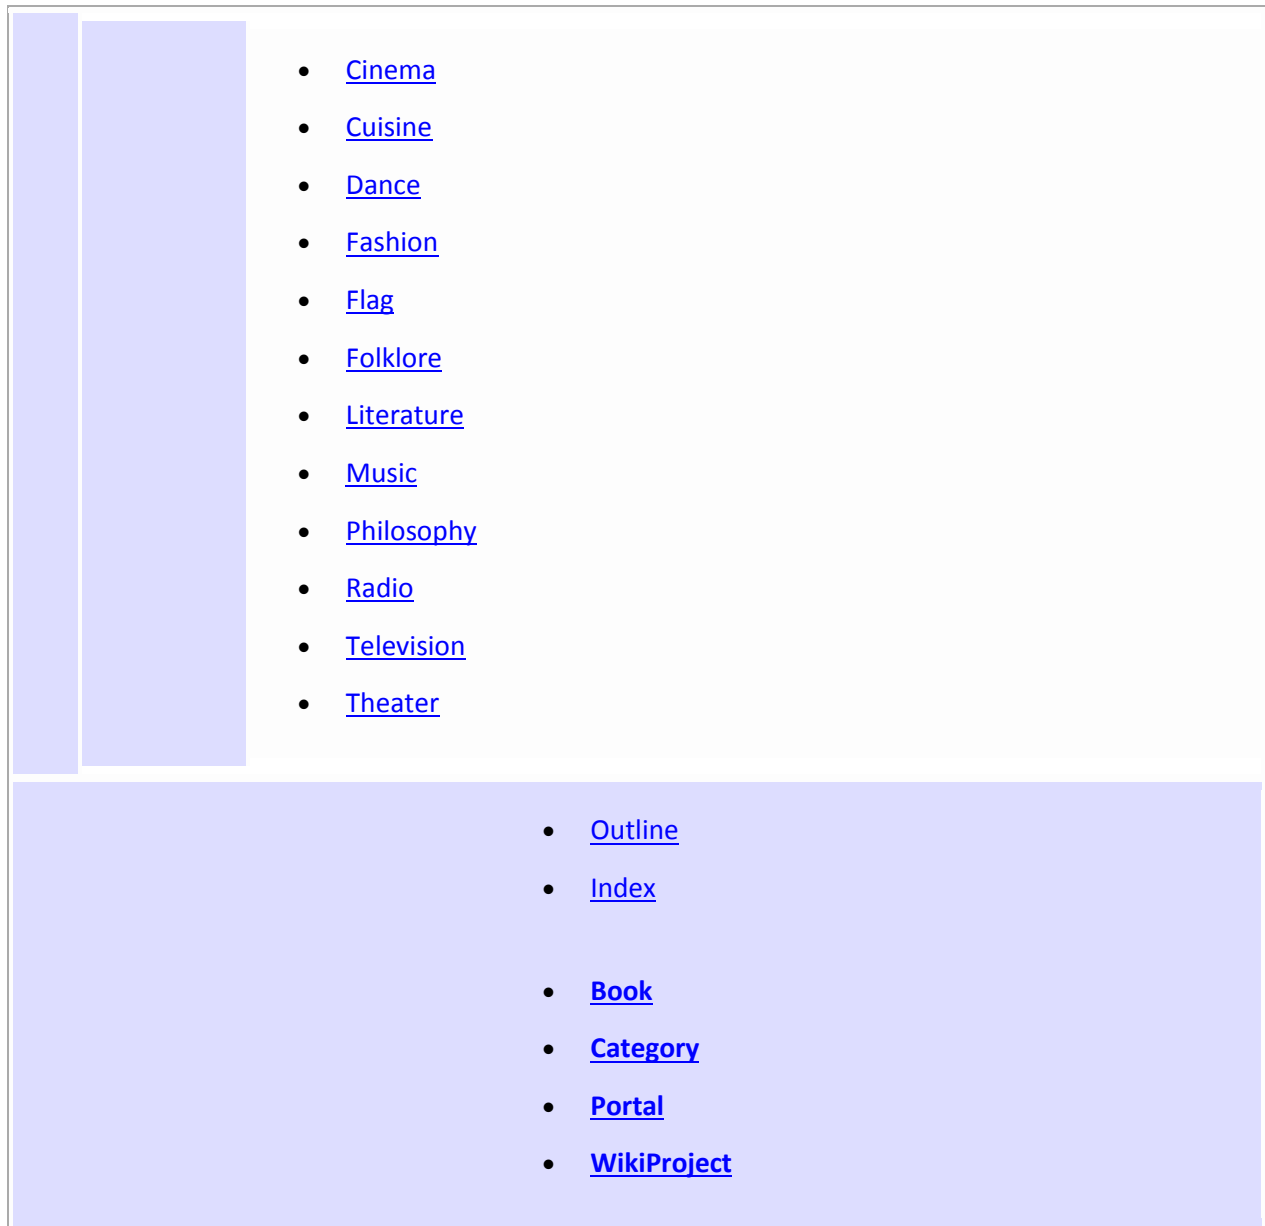 • Cinema
• Cuisine
• Dance
• Fashion
• Flag
• Folklore
• Literature
• Music
• Philosophy
• Radio
• Television
• Theater
• Outline
• Index
• Book
• Category
• Portal
• WikiProject